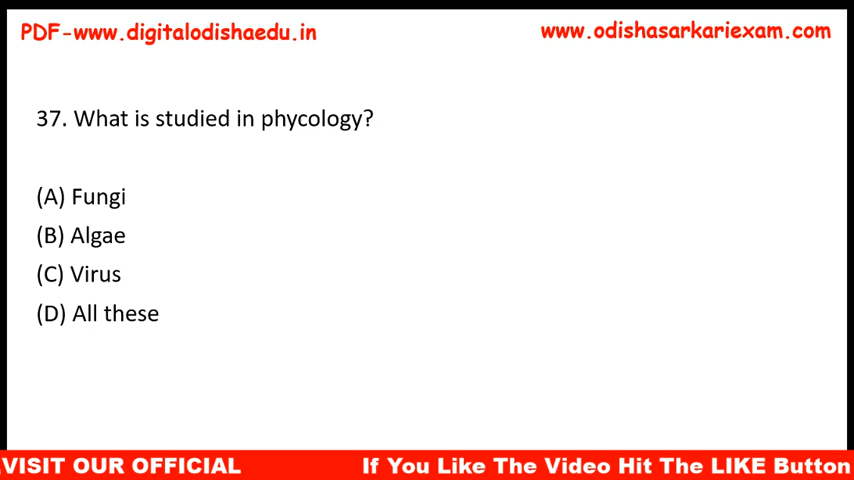 PDF-www.digitalodishaedu.in
www.odishasarkariexam.com
37. What is studied in phycology?
(A) Fungi
(B) Algae
(C) Virus
(D) All these
VISIT OUR OFFICIAL
If You Like The Video Hit The LIKE Button